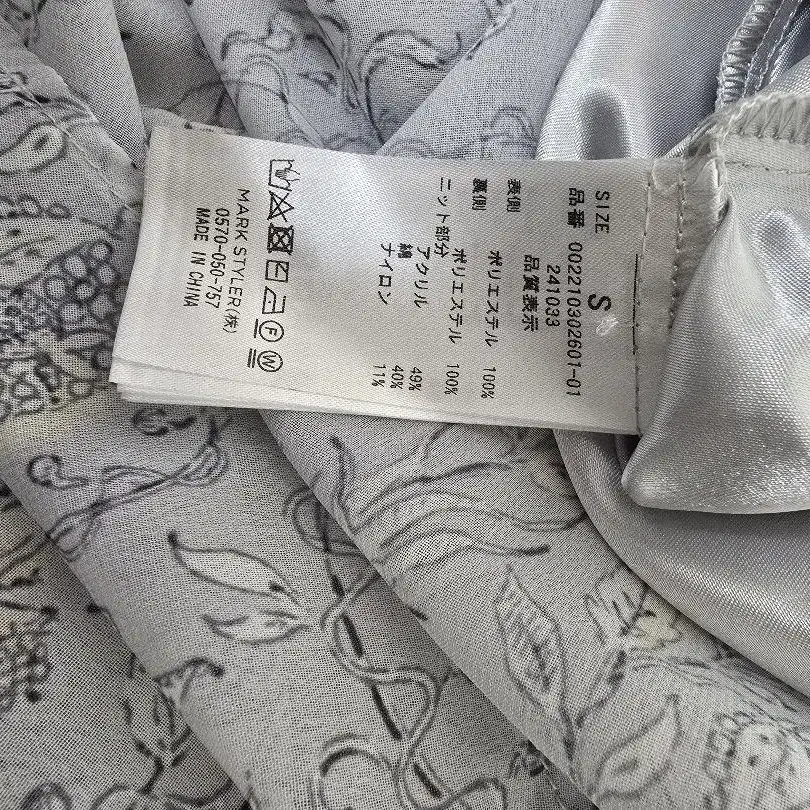 SIZE S
品番 002210302601-01
241033
品質表示
表側 ポリエステル 100%
裏側 ポリエステル 100%
ニット部分 アクリル 49%
綿 40%
ナイロン 11%
F
W
MARK STYLER(株)
0570-050-757
MADE IN CHINA